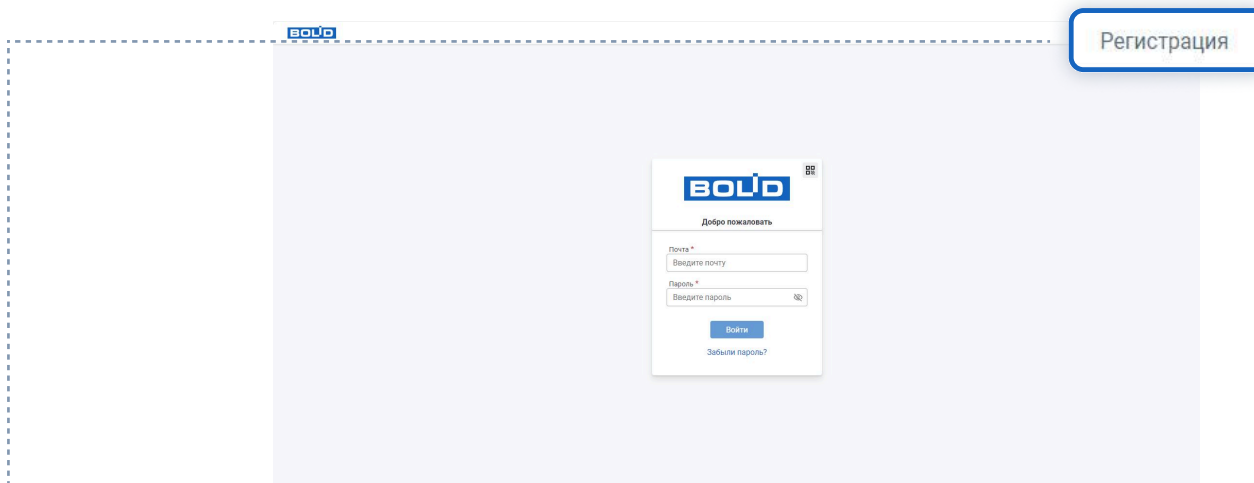 BOLID
Регистрация
BOLID
Добро пожаловать
Почта *
Введите почту
Пароль *
Введите пароль
Войти
Забыли пароль?